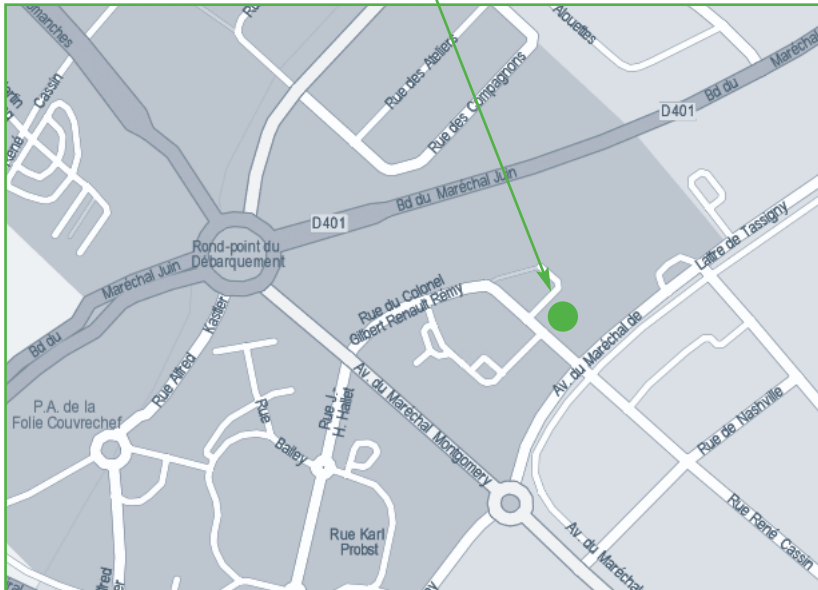 Alouettes
Cassin
René
Rue des Ateliers
Rue des Compagnons
Bd du Maréchal
D401
Bd du Maréchal Juin
D401
Rond-point du
Débarquement
Laître de Tassigny
Bd du Maréchal Juin
Rue du Colonel
Gilbert Renault Rémy
Av. du Maréchal de
Rue Alfred Kastler
P.A. de la
Folie Couvrechef
Rue J.-
H. Hallet
Av. du Maréchal Montgomery
Rue Bailey
Rue de Nashville
Rue René Cassin
Rue Karl
Probst
Av. du Maréchal